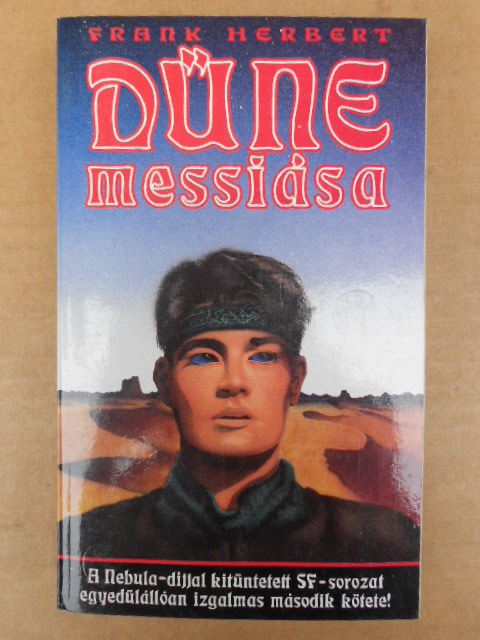 FRANK HERBERT
DŰNE
messiása
A Nebula-díjjal kitüntetett SF-sorozat
egyedülállóan izgalmas második kötete!